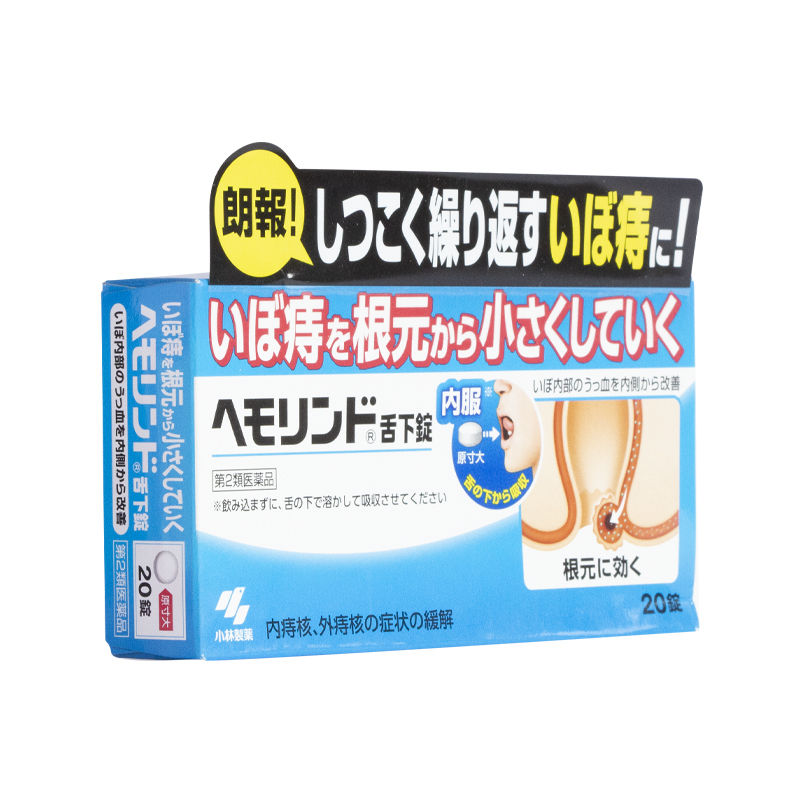 朗報!
しつこく繰り返すいぼ痔に!
いぼ痔を根元から小さくしていく
いぼ内部のうっ血を内側から改善
ヘモリンド®舌下錠
内服※
原寸大
舌の下から吸収
第2類医薬品
※飲み込まずに、舌の下で溶かして吸収させてください
根元に効く
20錠
小林製薬
内痔核、外痔核の症状の緩解
いぼ痔を根元から小さくしていく
ヘモリンド®舌下錠
いぼ内部のうっ血を内側から改善
原寸大
20錠
第2類医薬品